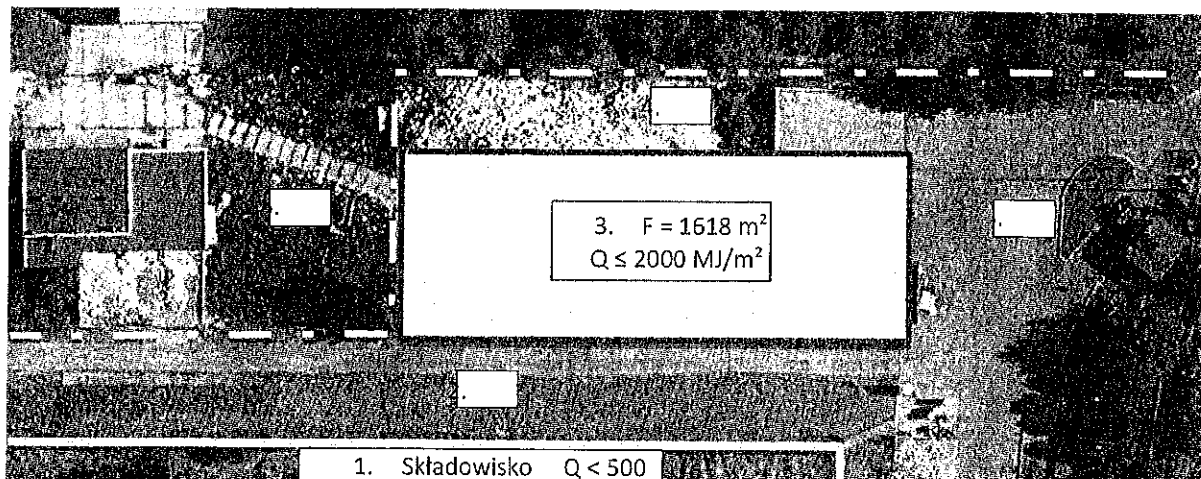 3. F = 1618 m²
Q ≤ 2000 MJ/m²
1. Składowisko Q < 500